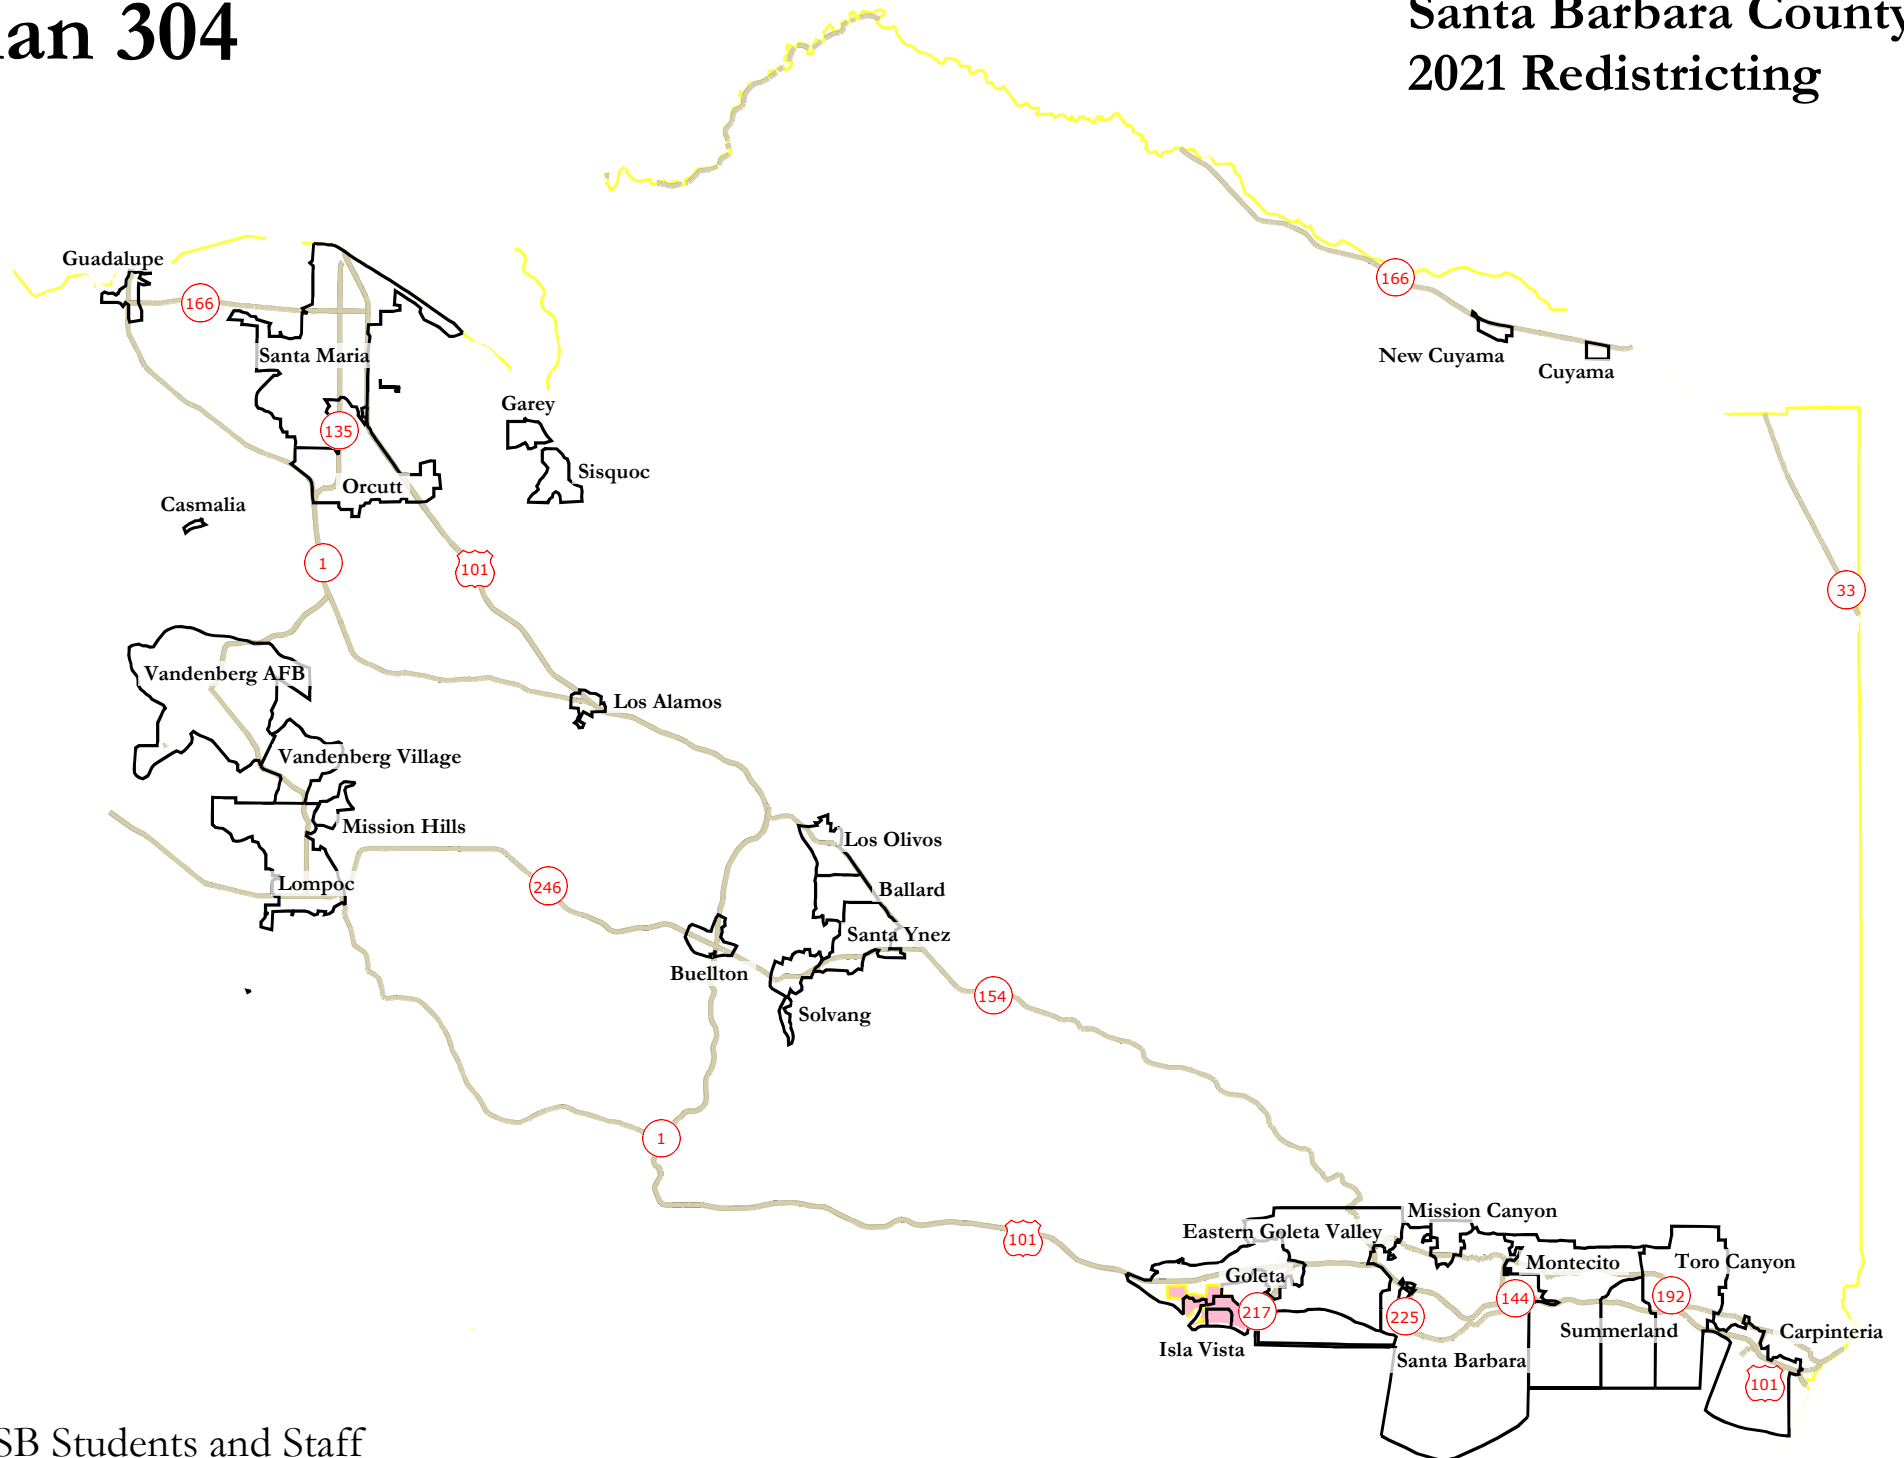 an 304
Santa Barbara County
2021 Redistricting
Guadalupe
166
Santa Maria
135
Orcutt
Garey
Sisquoc
Casmalia
1
101
166
New Cuyama
Cuyama
33
Vandenberg AFB
Vandenberg Village
Mission Hills
Lompoc
Los Alamos
246
Los Olivos
Ballard
Santa Ynez
Buellton
Solvang
154
1
101
Mission Canyon
Eastern Goleta Valley
Goleta
Montecito
Toro Canyon
217
225
144
192
Isla Vista
Santa Barbara
Summerland
Carpinteria
101
SB Students and Staff